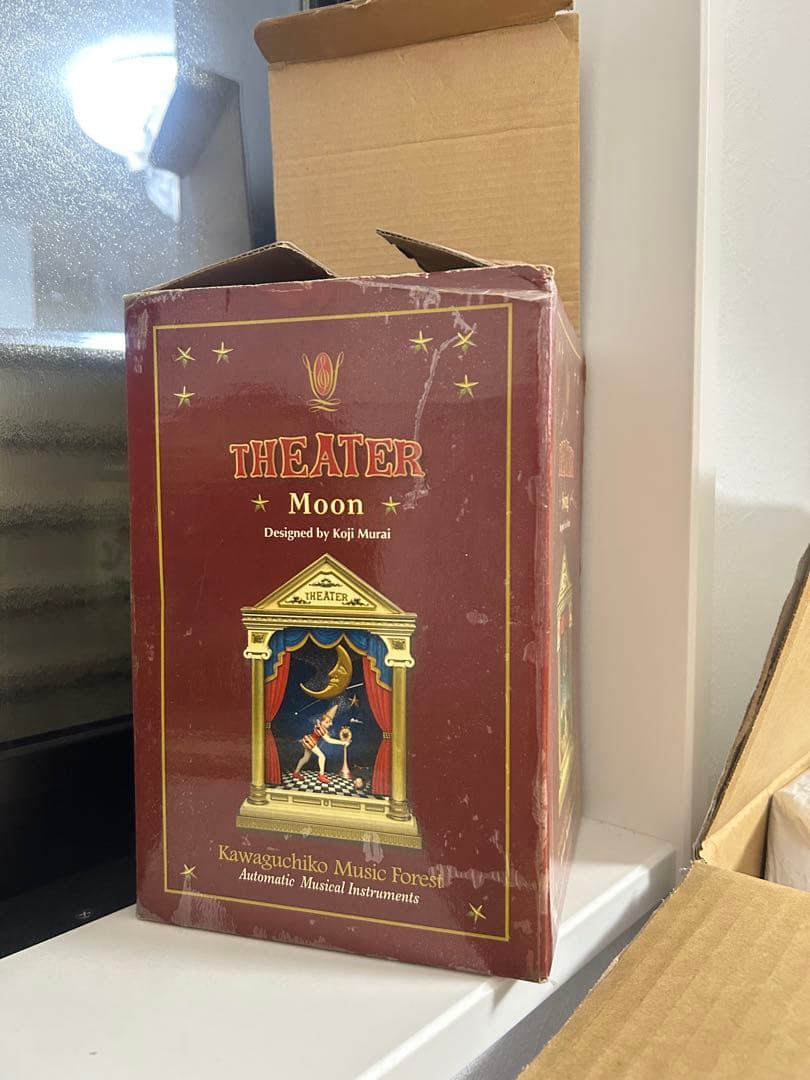 THEATER
Moon
Designed by Koji Murai
THEATER
Kawaguchiko Music Forest
Automatic Musical Instruments